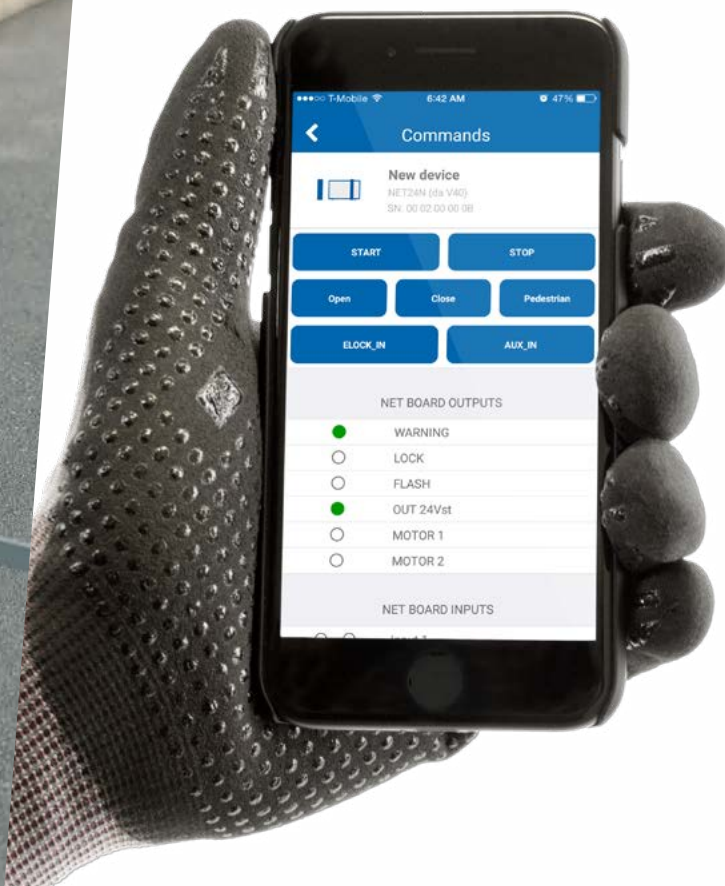 T-Mobile 6:42 AM 47%
Commands
New device
NET24N (da V40)
SN: 00 02 00 00 0B
START STOP
Open Close Pedestrian
ELOCK_IN AUX_IN
NET BOARD OUTPUTS
WARNING
LOCK
FLASH
OUT 24Vst
MOTOR 1
MOTOR 2
NET BOARD INPUTS